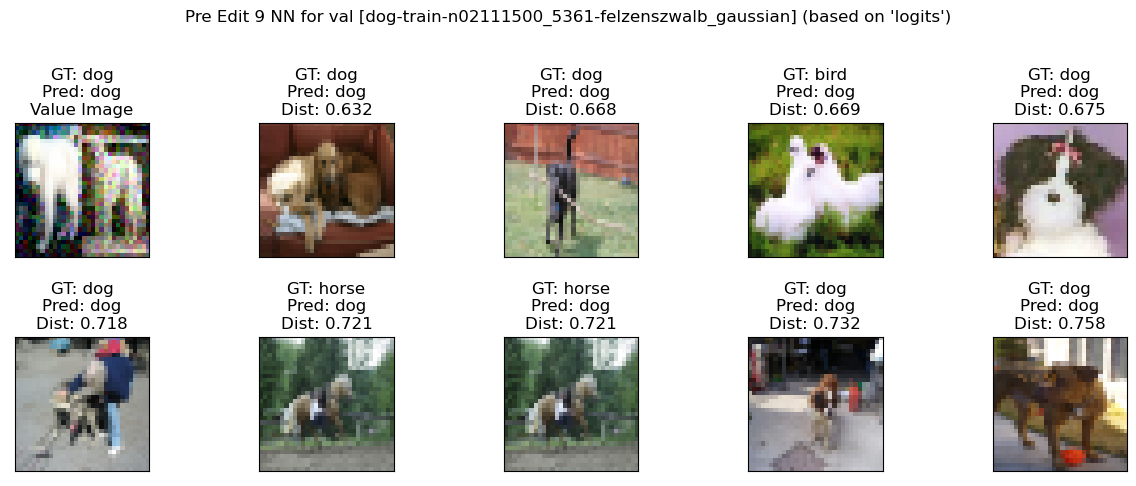 Pre Edit 9 NN for val [dog-train-n02111500_5361-felzenszwalb_gaussian] (based on 'logits')
GT: dog
Pred: dog
Value Image
GT: dog
Pred: dog
Dist: 0.632
GT: dog
Pred: dog
Dist: 0.668
GT: bird
Pred: dog
Dist: 0.669
GT: dog
Pred: dog
Dist: 0.675
GT: dog
Pred: dog
Dist: 0.718
GT: horse
Pred: dog
Dist: 0.721
GT: horse
Pred: dog
Dist: 0.721
GT: dog
Pred: dog
Dist: 0.732
GT: dog
Pred: dog
Dist: 0.758